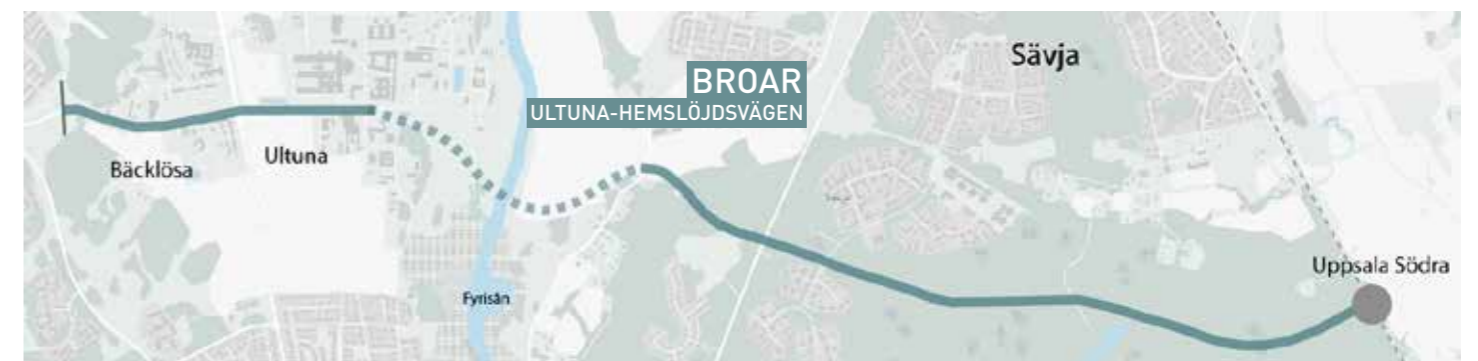 Sävja
BROAR
ULTUNA-HEMSLÖJDSVÄGEN
Bäcklösa
Ultuna
Uppsala Södra
Fyrisån